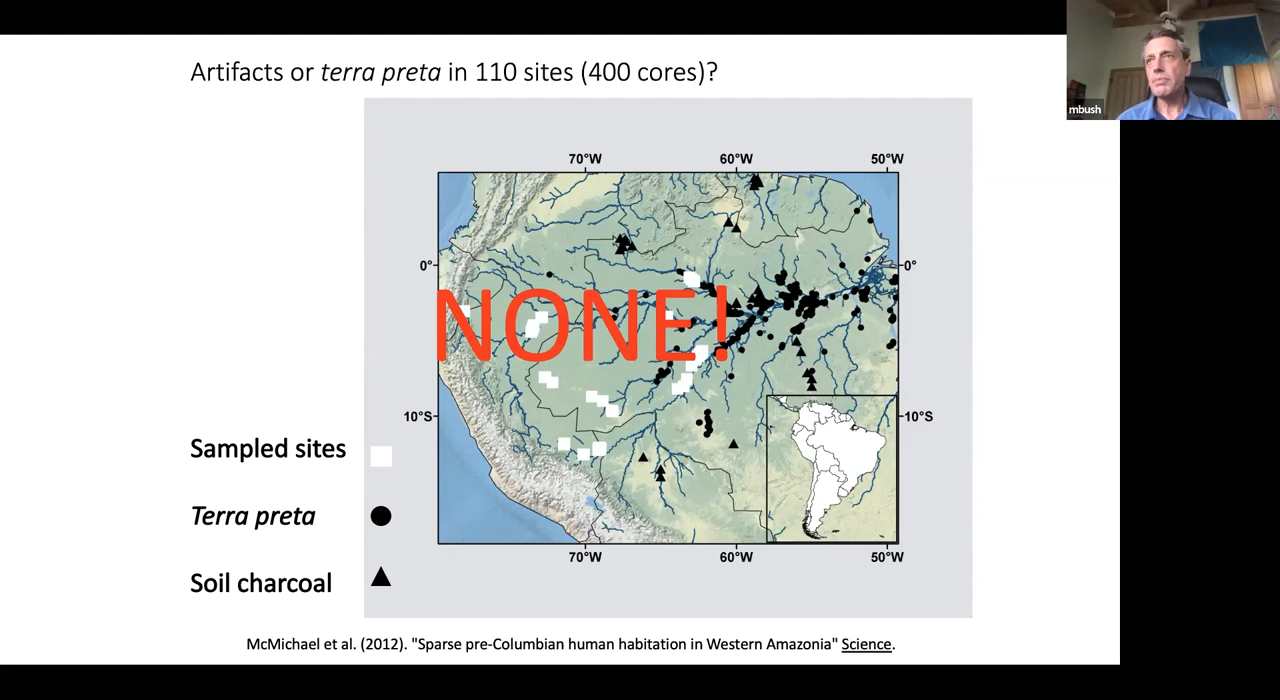 Artifacts or terra preta in 110 sites (400 cores)?
mbush
70°W 60°W 50°W
0° 0°
NONE!
10°S 10°S
Sampled sites
Terra preta
Soil charcoal
70°W 60°W 50°W
McMichael et al. (2012). "Sparse pre-Columbian human habitation in Western Amazonia" Science.